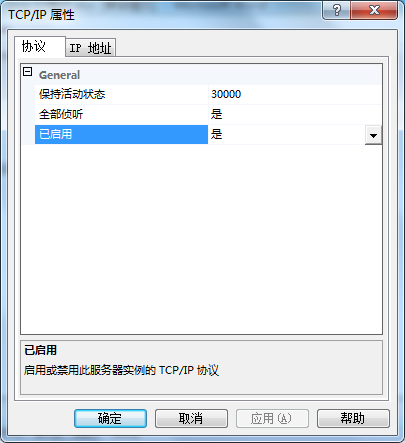 TCP/IP 属性
协议
IP 地址
General
保持活动状态 30000
全部侦听 是
已启用 是
已启用
启用或禁用此服务器实例的 TCP/IP 协议
确定 取消 应用(A) 帮助